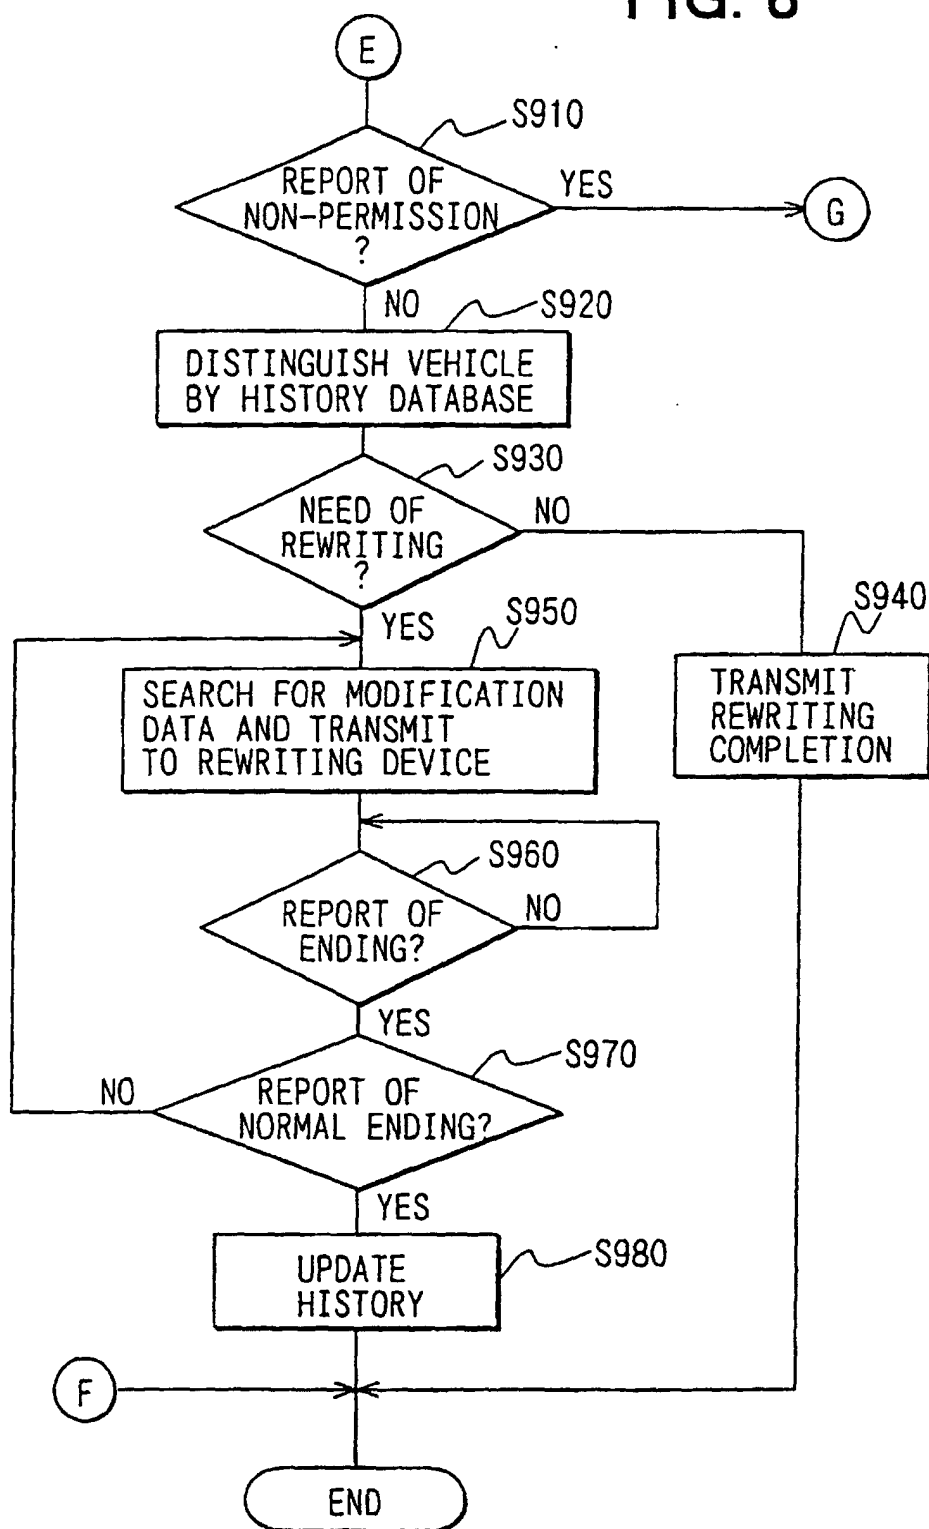 FIG. 8
E
S910
REPORT OF
NON-PERMISSION
?
YES
G
NO
S920
DISTINGUISH VEHICLE
BY HISTORY DATABASE
S930
NEED OF
REWRITING
?
NO
YES
S950
S940
SEARCH FOR MODIFICATION
DATA AND TRANSMIT
TO REWRITING DEVICE
TRANSMIT
REWRITING
COMPLETION
S960
REPORT OF
ENDING?
NO
YES
S970
REPORT OF
NORMAL ENDING?
NO
YES
S980
UPDATE
HISTORY
F
END